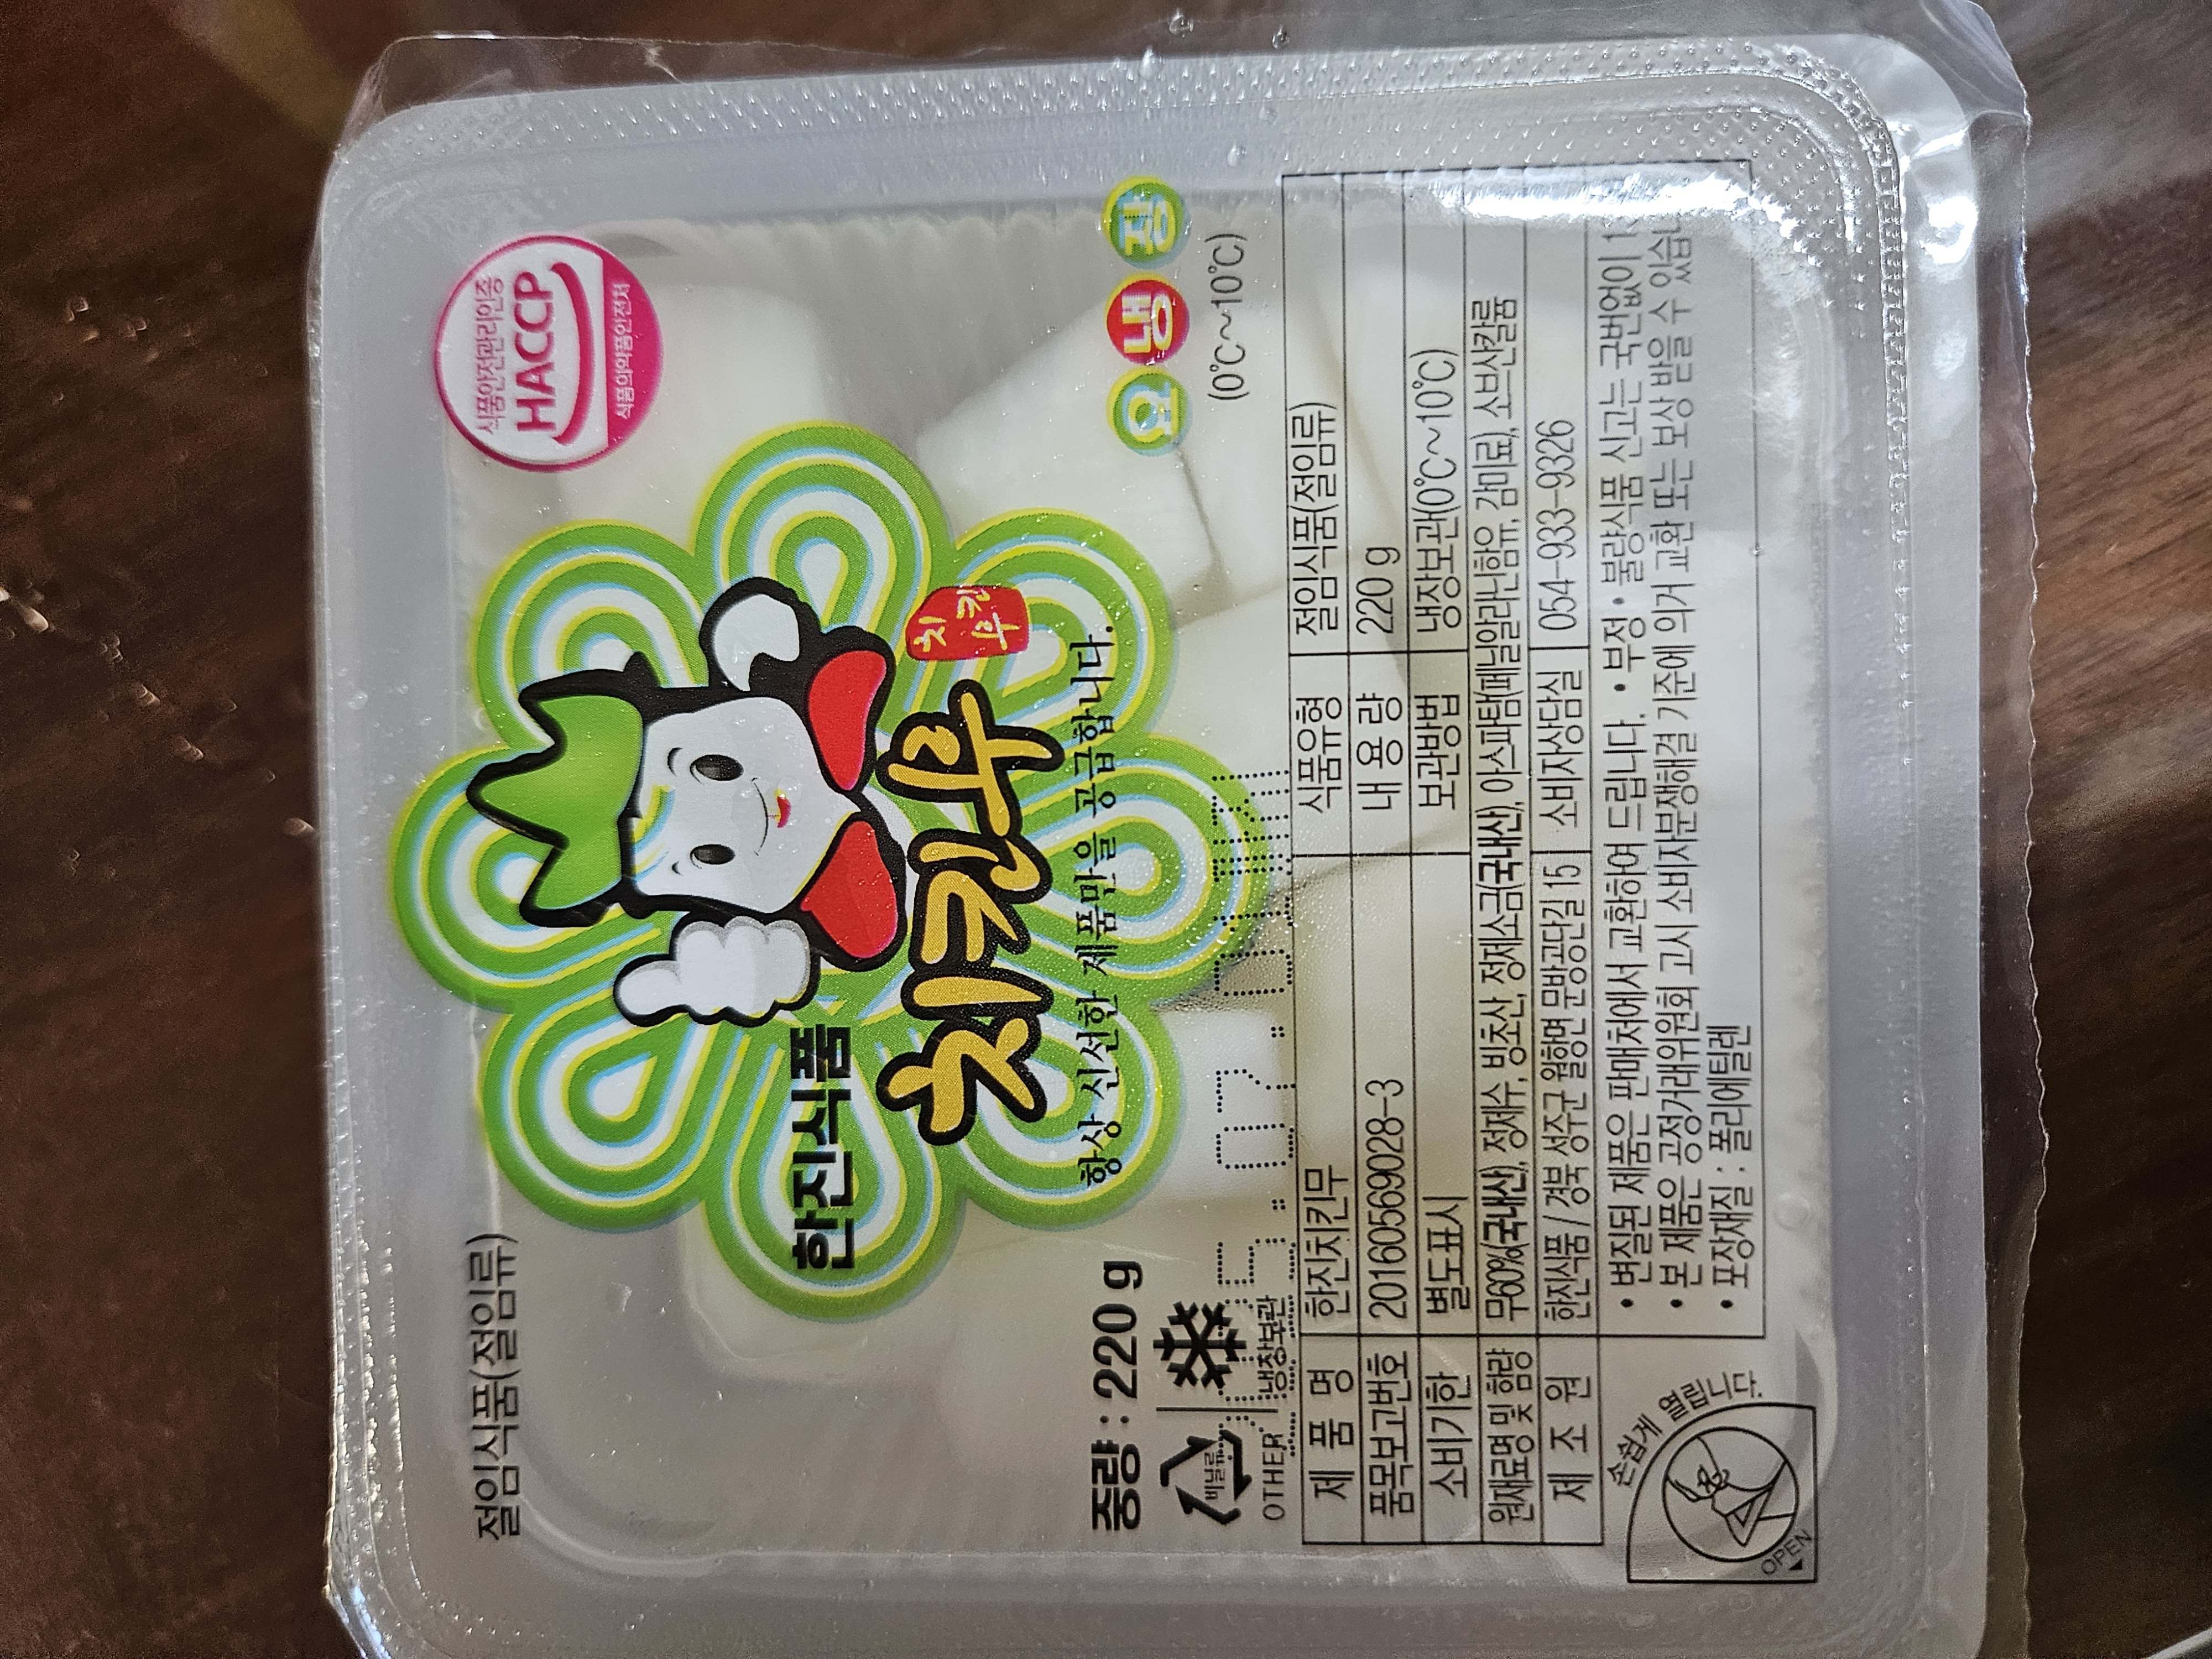 절임식품(절임류)
식품안전관리인증
HACCP
식품의약품안전처
한진식품
치킨무
치킨무
항상 신선한 제품만을 공급합니다.
중량 : 220 g
요냉장
(0℃~10℃)
비닐류
OTHER
냉장보관
제품명 한진치킨무 식품유형 절임식품(절임류)
품목보고번호 20160569028-3 내용량 220 g
소비기한 별도표시 보관방법 냉장보관(0℃~10℃)
원재료명 및 함량 무60%(국내산), 정제수, 빙초산, 정제소금(국내산), 아스파탐(페닐알라닌함유, 감미료), 소브산칼륨
제조원 한진식품 / 경북 성주군 월항면 무방고단길 15 소비자상담실 054-933-9326
• 변질된 제품은 판매처에서 교환하여 드립니다. • 부정 • 불량식품 신고는 국번없이
• 본 제품은 공정거래위원회 고시 소비자분쟁해결 기준에 의거 교환 또는 보상 받을 수
• 포장재질 : 폴리에틸렌
손쉽게 열립니다.
OPEN